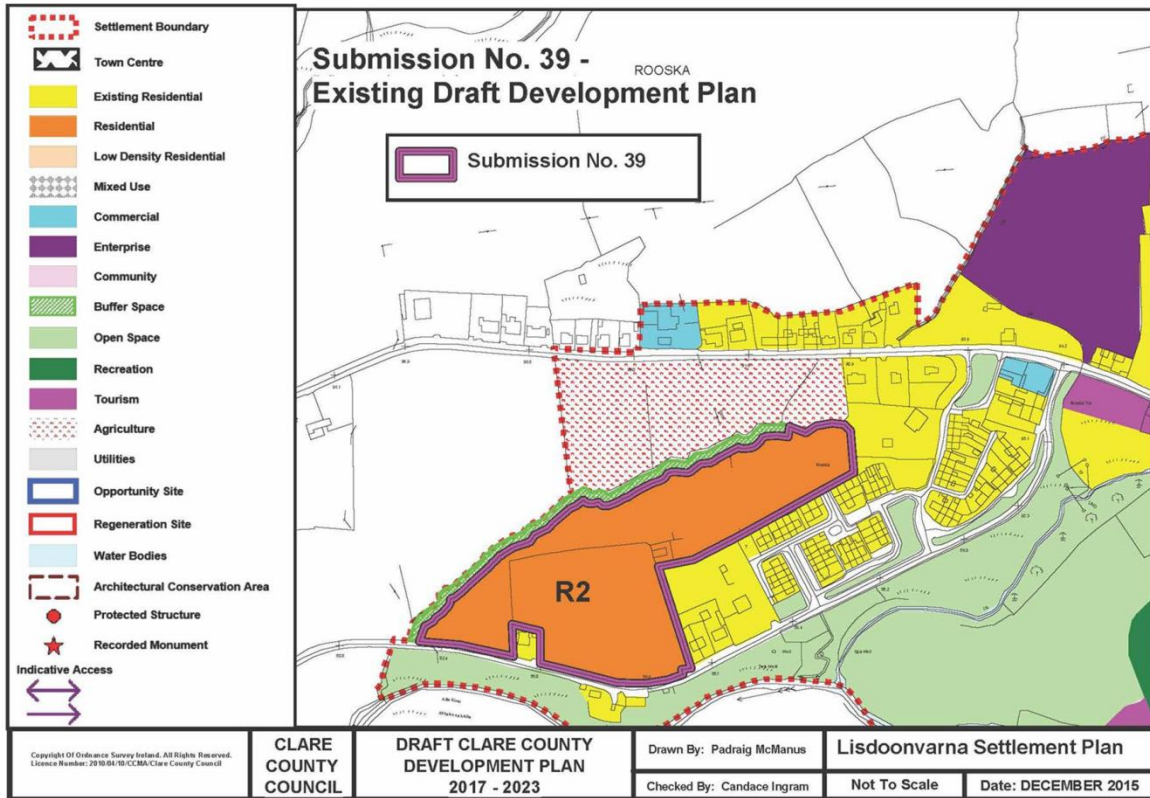 Settlement Boundary
Town Centre
Existing Residential
Residential
Low Density Residential
Mixed Use
Commercial
Enterprise
Community
Buffer Space
Open Space
Recreation
Tourism
Agriculture
Utilities
Opportunity Site
Regeneration Site
Water Bodies
Architectural Conservation Area
Protected Structure
Recorded Monument
Indicative Access
Submission No. 39 -
Existing Draft Development Plan
ROOSKA
Submission No. 39
R2
Copyright Of Ordnance Survey Ireland. All Rights Reserved.
Licence Number: 2010/04/10/CCMA/Clare County Council
CLARE
COUNTY
COUNCIL
DRAFT CLARE COUNTY
DEVELOPMENT PLAN
2017 - 2023
Drawn By: Padraig McManus
Checked By: Candace Ingram
Lisdoonvarna Settlement Plan
Not To Scale
Date: DECEMBER 2015